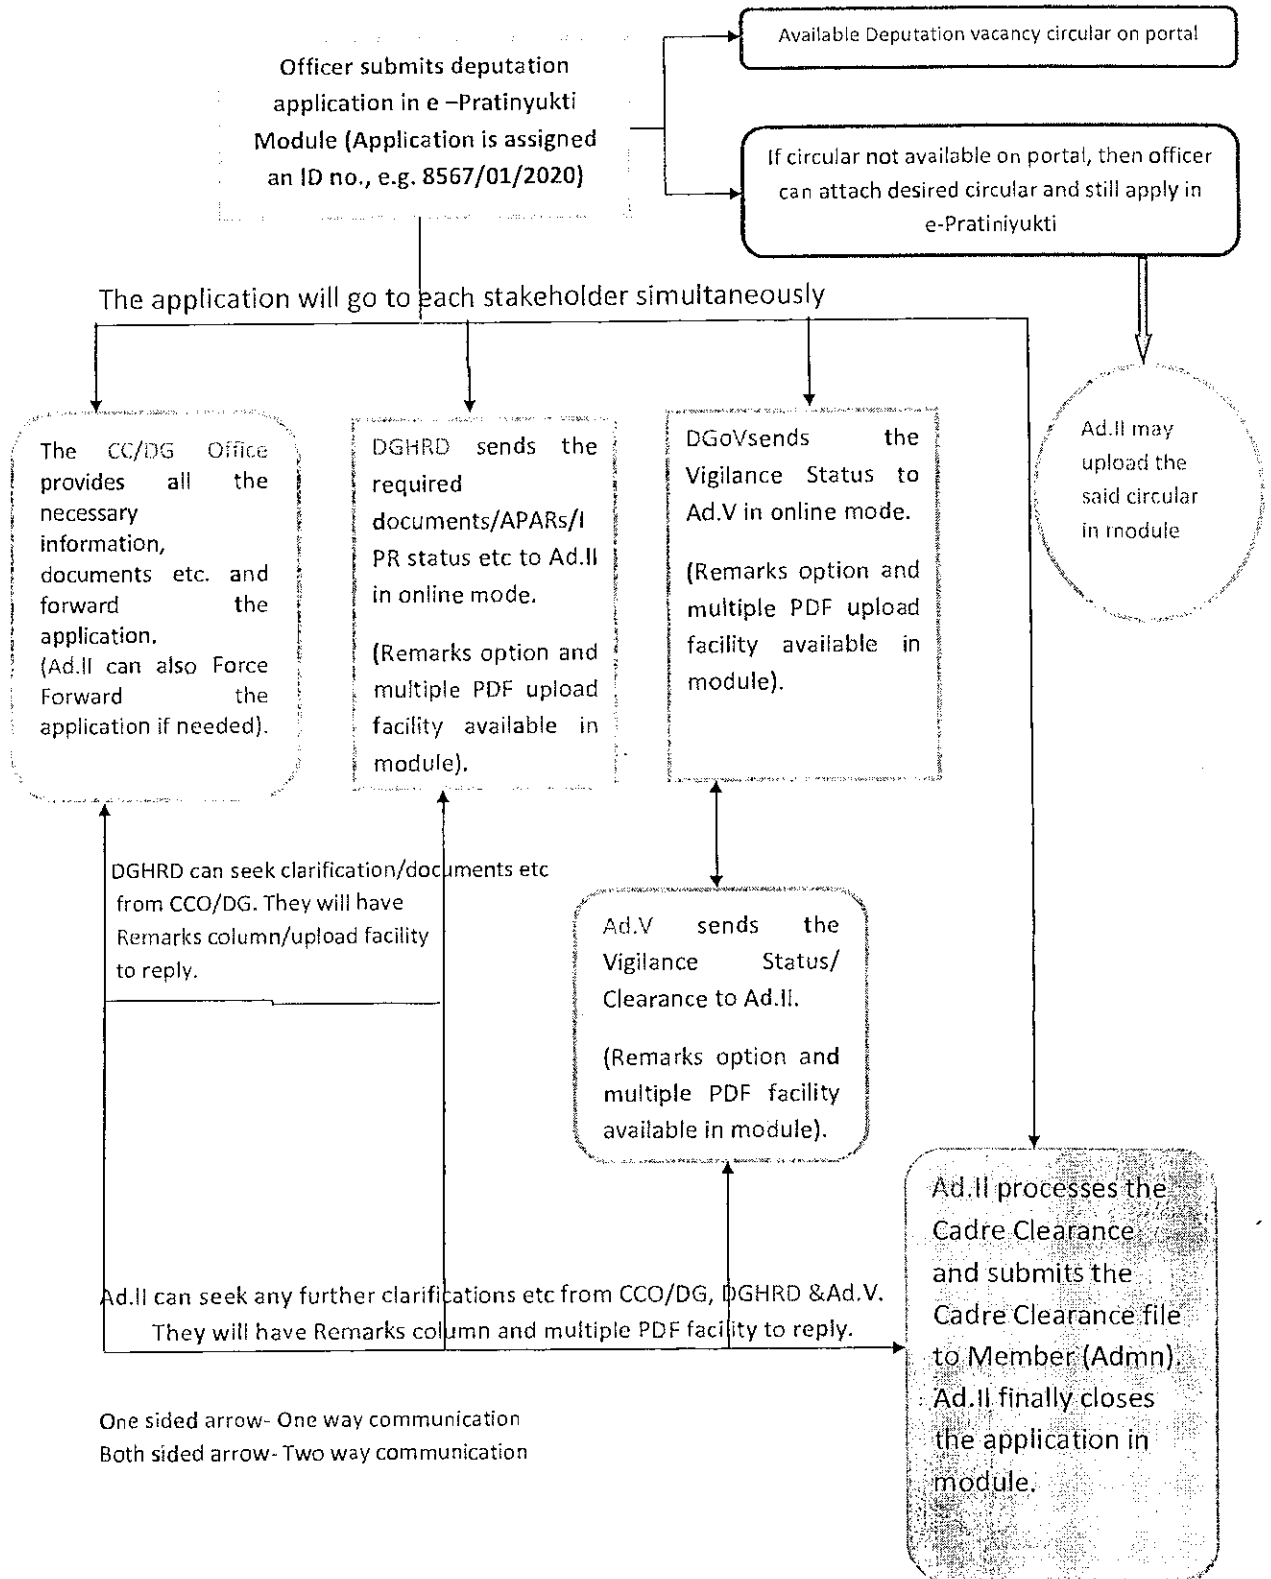 Available Deputation vacancy circular on portal
Officer submits deputation
application in e –Pratinyukti
Module (Application is assigned
an ID no., e.g. 8567/01/2020)
If circular not available on portal, then officer
can attach desired circular and still apply in
e-Pratiniyukti
The application will go to each stakeholder simultaneously
The CC/DG Office
provides all the
necessary
information,
documents etc. and
forward the
application.
(Ad.II can also Force
Forward the
application if needed).
DGHRD sends the
required
documents/APARs/I
PR status etc to Ad.II
in online mode.
(Remarks option and
multiple PDF upload
facility available in
module).
DGoVsends the
Vigilance Status to
Ad.V in online mode.
(Remarks option and
multiple PDF upload
facility available in
module).
Ad.II may
upload the
said circular
in module
DGHRD can seek clarification/documents etc
from CCO/DG. They will have
Remarks column/upload facility
to reply.
Ad.V sends the
Vigilance Status/
Clearance to Ad.II.
(Remarks option and
multiple PDF facility
available in module).
Ad.II processes the
Cadre Clearance
and submits the
Cadre Clearance file
to Member (Admn).
Ad.II finally closes
the application in
module.
Ad.II can seek any further clarifications etc from CCO/DG, DGHRD &Ad.V.
They will have Remarks column and multiple PDF facility to reply.
One sided arrow- One way communication
Both sided arrow- Two way communication